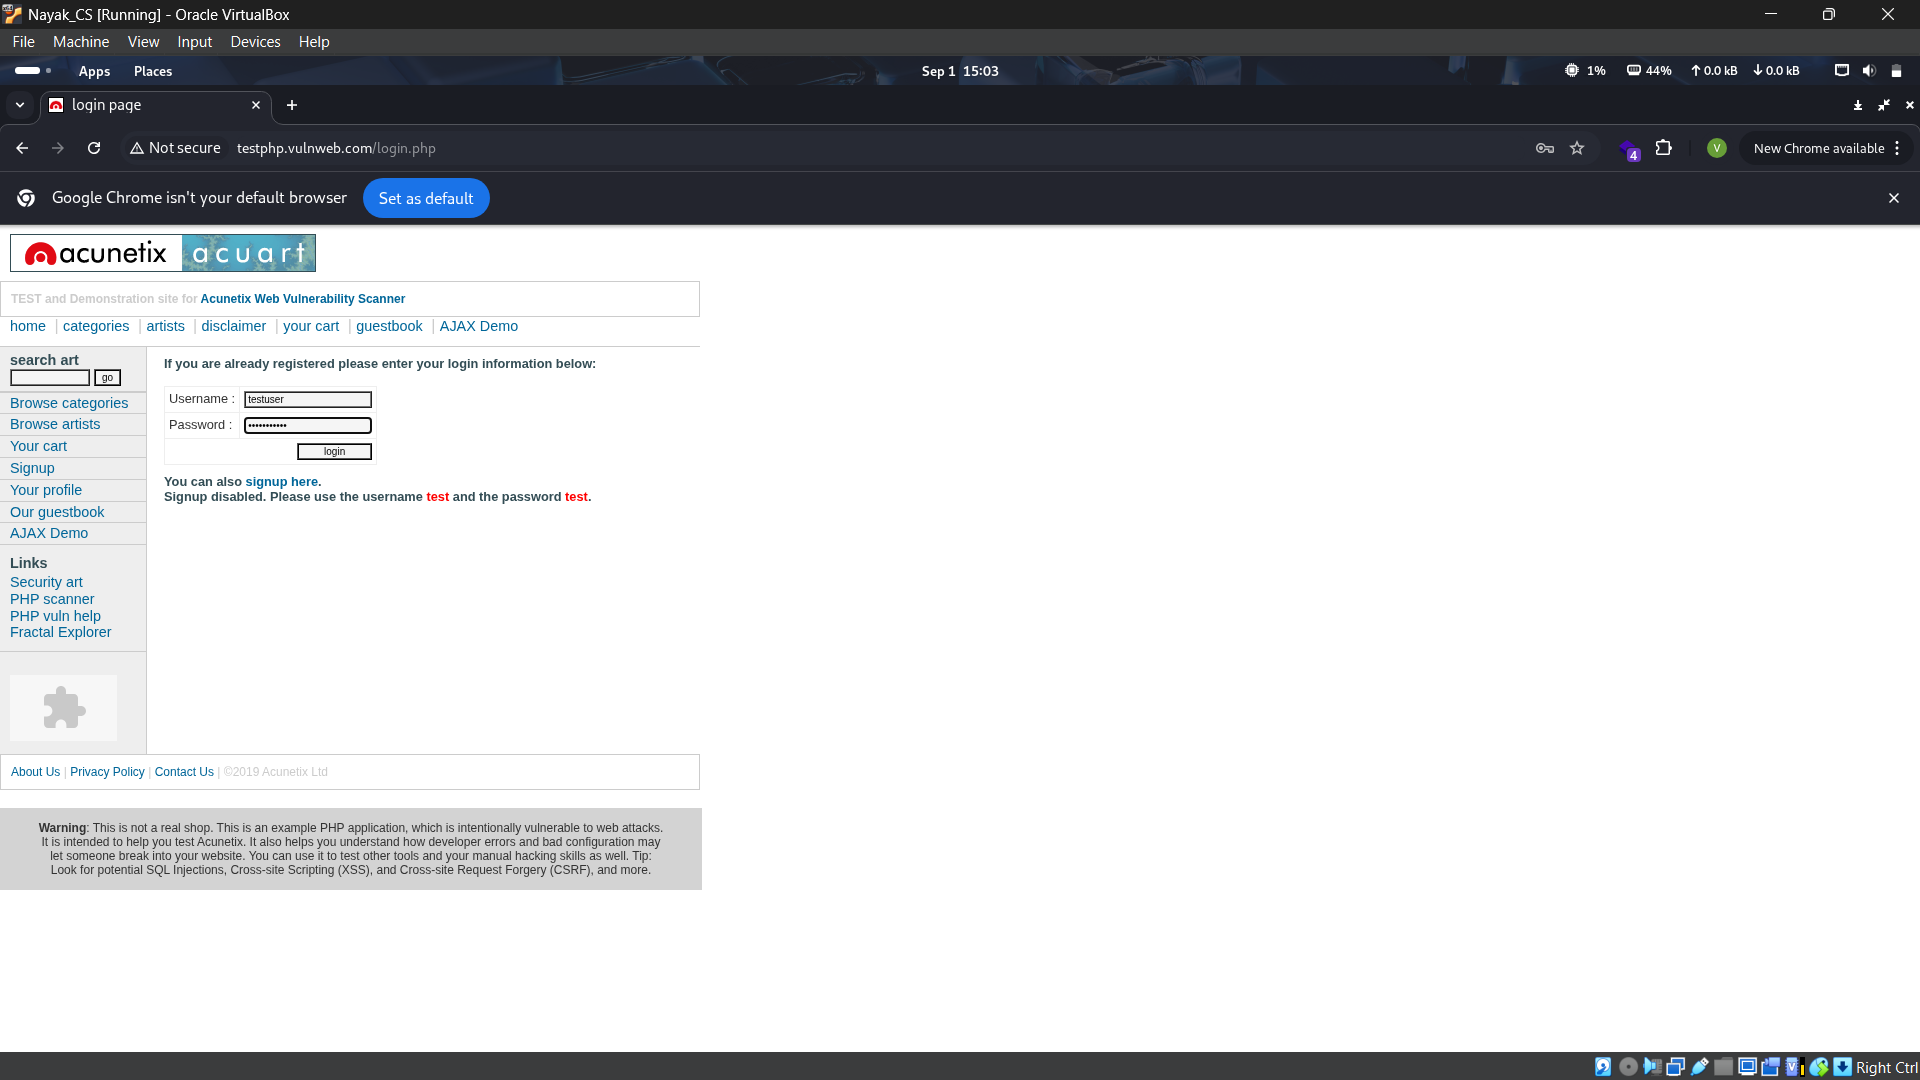 Nayak_CS [Running] - Oracle VirtualBox
File Machine View Input Devices Help
Apps Places Sep 1 15:03 1% 44% 0.0 kB 0.0 kB
login page
Not secure testphp.vulnweb.com/login.php 4 V New Chrome available
Google Chrome isn't your default browser Set as default
acunetix acuart
TEST and Demonstration site for Acunetix Web Vulnerability Scanner
home | categories | artists | disclaimer | your cart | guestbook | AJAX Demo
search art
go
Browse categories
Browse artists
Your cart
Signup
Your profile
Our guestbook
AJAX Demo
Links
Security art
PHP scanner
PHP vuln help
Fractal Explorer
If you are already registered please enter your login information below:
Username : testuser
Password : •••••••••••
login
You can also signup here.
Signup disabled. Please use the username test and the password test.
About Us | Privacy Policy | Contact Us | ©2019 Acunetix Ltd
Warning: This is not a real shop. This is an example PHP application, which is intentionally vulnerable to web attacks.
It is intended to help you test Acunetix. It also helps you understand how developer errors and bad configuration may
let someone break into your website. You can use it to test other tools and your manual hacking skills as well. Tip:
Look for potential SQL Injections, Cross-site Scripting (XSS), and Cross-site Request Forgery (CSRF), and more.
Right Ctrl